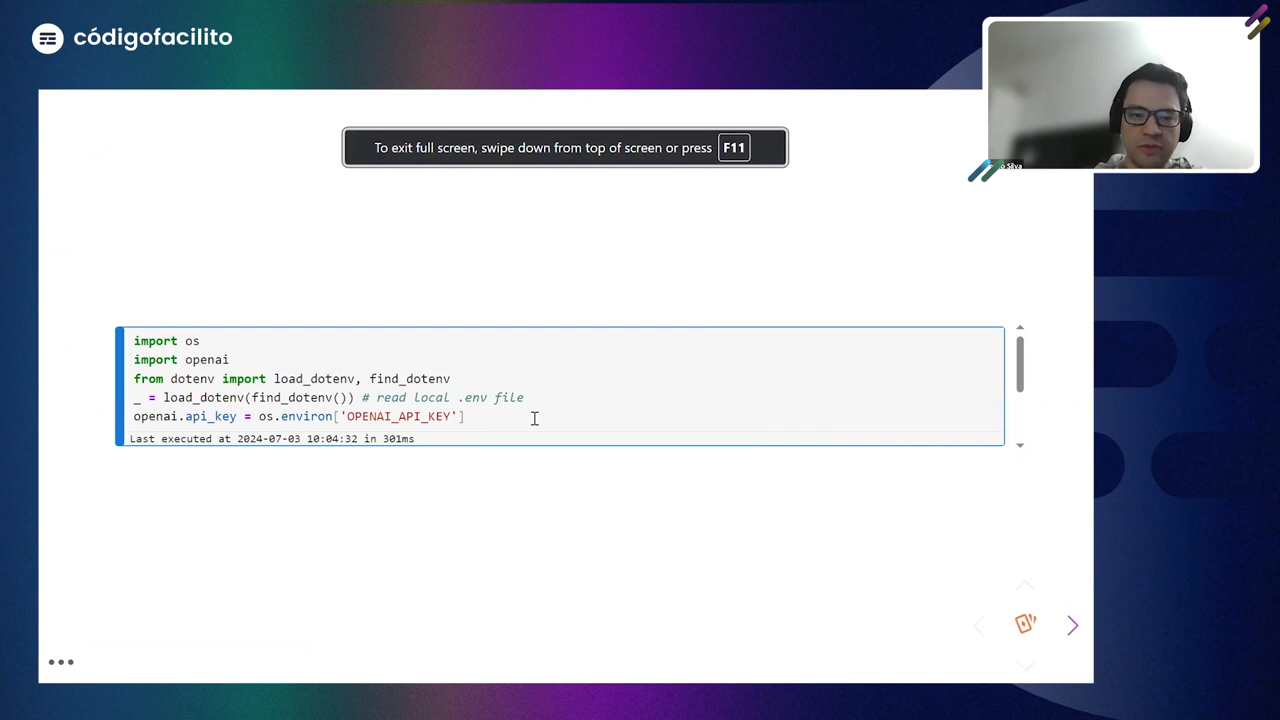 códigofacilito
To exit full screen, swipe down from top of screen or press F11
Silva
import os
import openai
from dotenv import load_dotenv, find_dotenv
_ = load_dotenv(find_dotenv()) # read local .env file
openai.api_key = os.environ['OPENAI_API_KEY']
Last executed at 2024-07-03 10:04:32 in 301ms